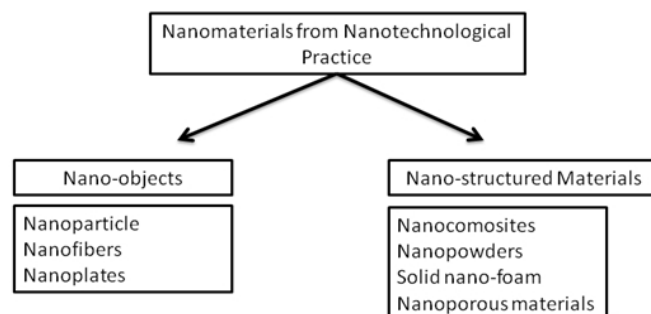 Nanomaterials from Nanotechnological
Practice
Nano-objects
Nanoparticle
Nanofibers
Nanoplates
Nano-structured Materials
Nanocomosites
Nanopowders
Solid nano-foam
Nanoporous materials